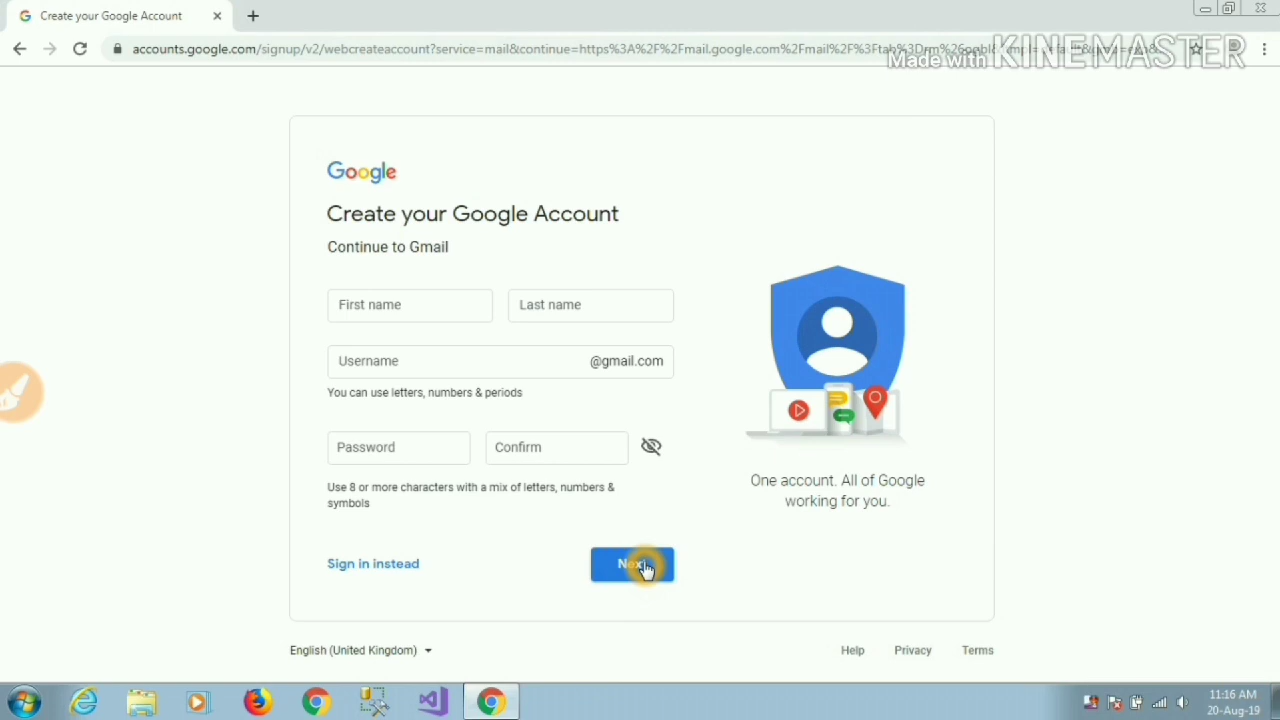 Create your Google Account
accounts.google.com/signup/v2/webcreateaccount?service=mail&continue=https%3A%2F%2Fmail.google.com%2Fmail%2F%3Ftab%3Drm%26
Made with KINEMASTER
Google
Create your Google Account
Continue to Gmail
First name Last name
Username @gmail.com
You can use letters, numbers & periods
Password Confirm
Use 8 or more characters with a mix of letters, numbers &
symbols
One account. All of Google
working for you.
Sign in instead Next
English (United Kingdom) Help Privacy Terms
11:16 AM
20-Aug-19